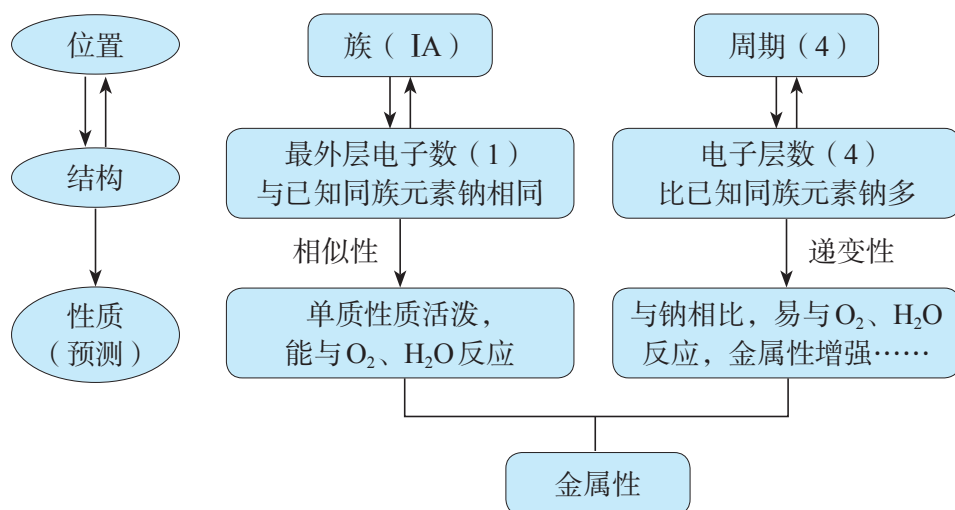 位置
族（ⅠA）
周期（4）
结构
最外层电子数（1）
与已知同族元素钠相同
电子层数（4）
比已知同族元素钠多
相似性
递变性
性质
（预测）
单质性质活泼，
能与O₂、H₂O反应
与钠相比，易与O₂、H₂O
反应，金属性增强……
金属性